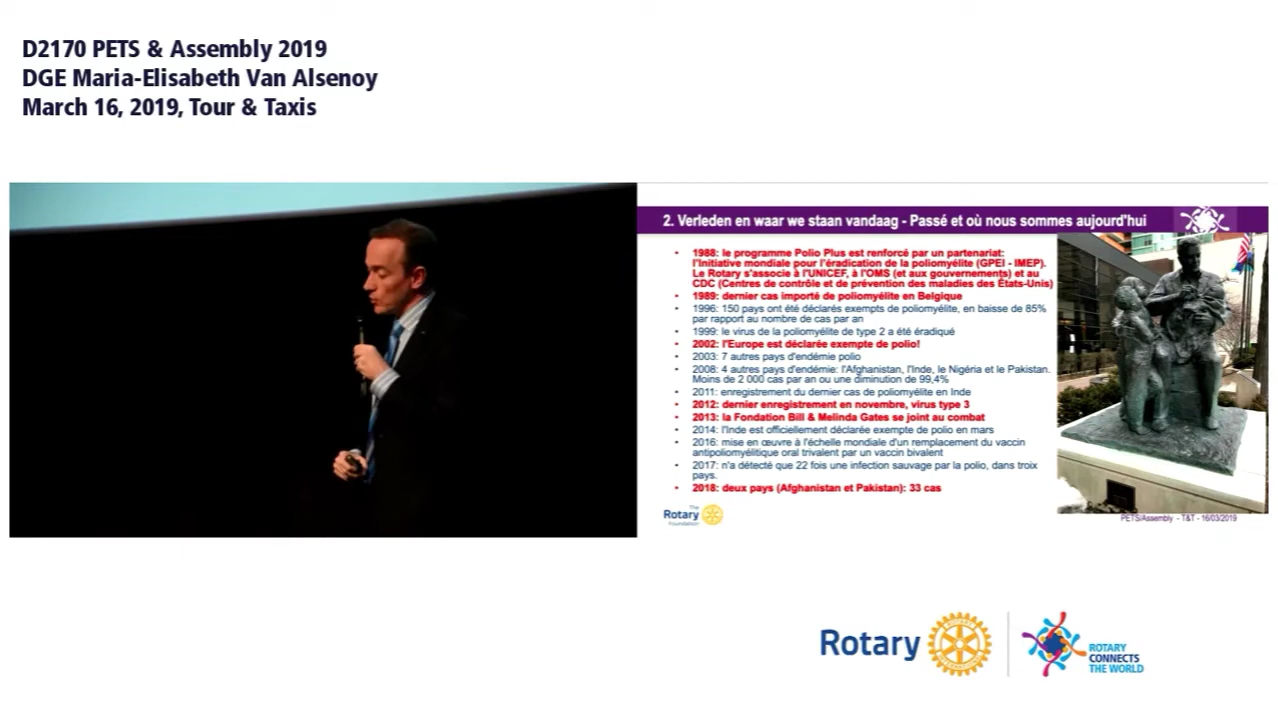 D2170 PETS & Assembly 2019
DGE Maria-Elisabeth Van Alsenoy
March 16, 2019, Tour & Taxis
2. Verleden en waar we staan vandaag - Passé et où nous sommes aujourd'hui
• 1988: le programme Polio Plus est renforcé par un partenariat:
l'Initiative mondiale pour l'éradication de la poliomyélite (GPEI - IMEP).
Le Rotary s'associe à l'UNICEF, à l'OMS (et aux gouvernements) et au
CDC (Centres de contrôle et de prévention des maladies des États-Unis)
• 1989: dernier cas importé de poliomyélite en Belgique
• 1996: 150 pays ont été déclarés exempts de poliomyélite, en baisse de 85%
par rapport au nombre de cas par an
• 1999: le virus de la poliomyélite de type 2 a été éradiqué
• 2002: l'Europe est déclarée exempte de polio!
• 2003: 7 autres pays d'endémie polio
• 2008: 4 autres pays d'endémie: l'Afghanistan, l'Inde, le Nigéria et le Pakistan.
Moins de 2 000 cas par an ou une diminution de 99,4%
• 2011: enregistrement du dernier cas de poliomyélite en Inde
• 2012: dernier enregistrement en novembre, virus type 3
• 2013: la Fondation Bill & Melinda Gates se joint au combat
• 2014: l'Inde est officiellement déclarée exempte de polio en mars
• 2016: mise en œuvre à l'échelle mondiale d'un remplacement du vaccin
antipoliomyélitique oral trivalent par un vaccin bivalent
• 2017: n'a détecté que 22 fois une infection sauvage par la polio, dans trois
pays.
• 2018: deux pays (Afghanistan et Pakistan): 33 cas
The
Rotary
Foundation
PETS/Assembly - T&T - 16/03/2019
Rotary
ROTARY
CONNECTS
THE WORLD